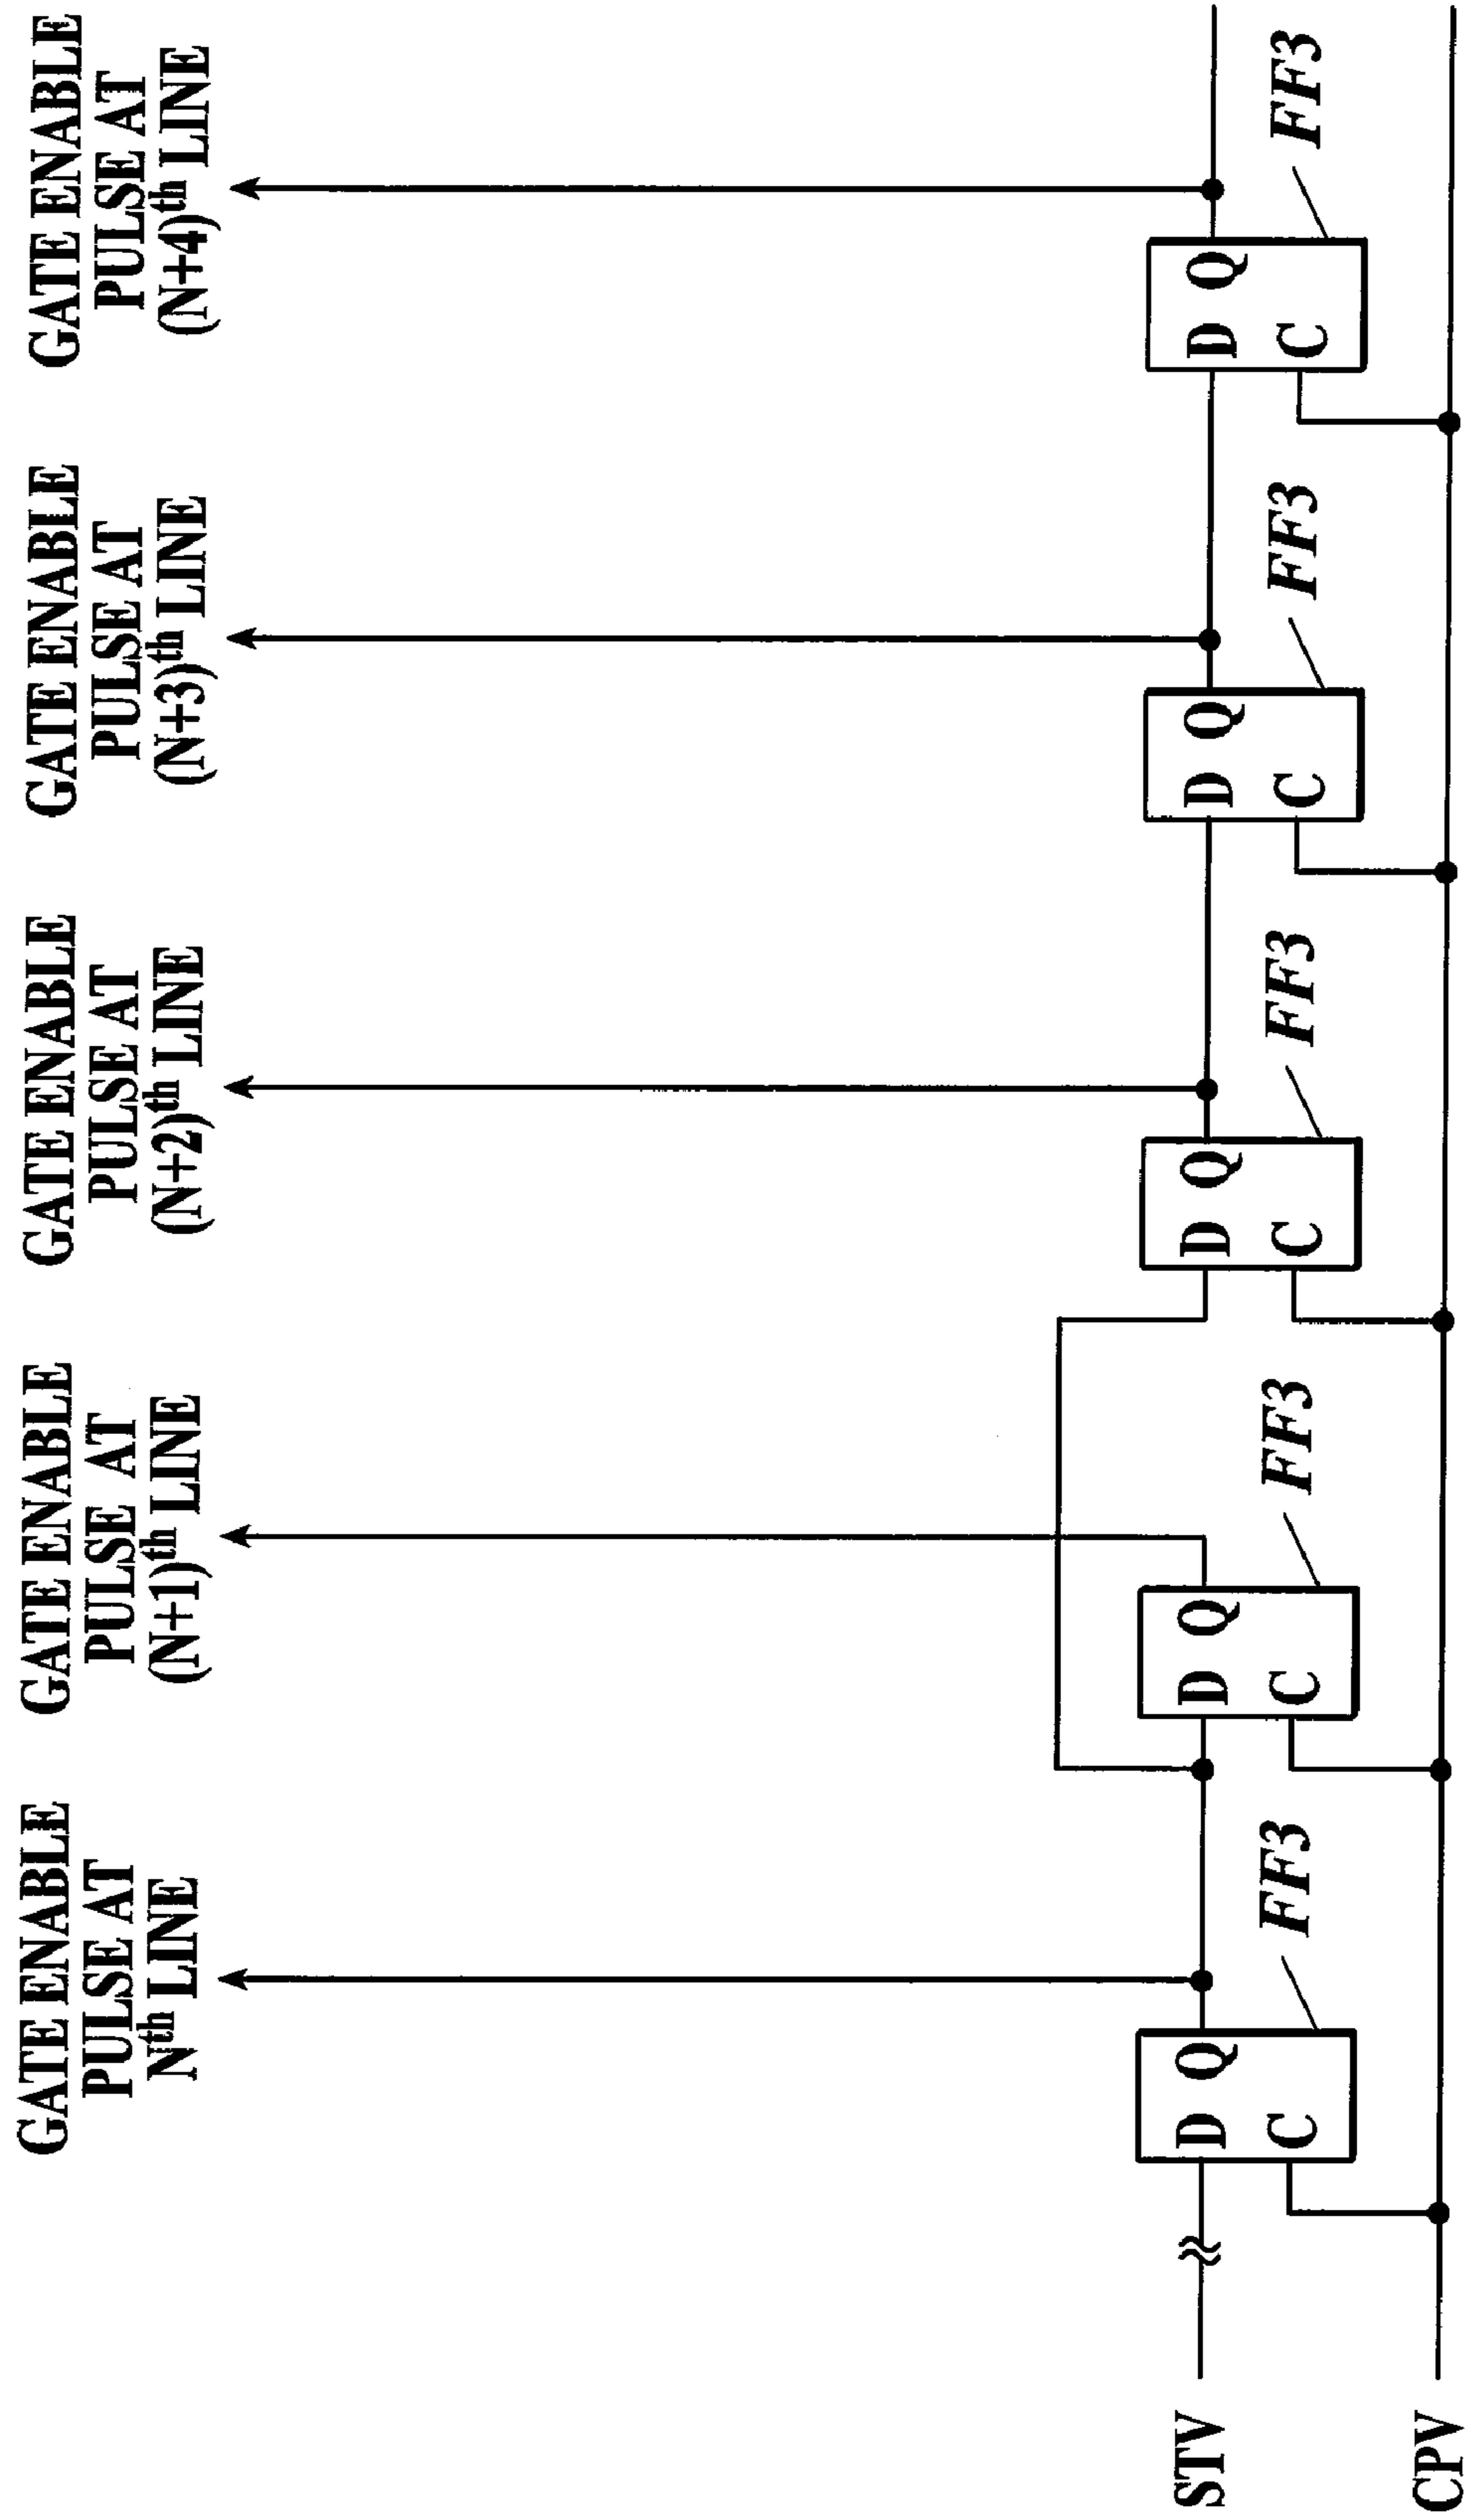 GATE ENABLE
PULSE AT
Nth LINE
GATE ENABLE
PULSE AT
(N+1)th LINE
GATE ENABLE
PULSE AT
(N+2)th LINE
GATE ENABLE
PULSE AT
(N+3)th LINE
GATE ENABLE
PULSE AT
(N+4)th LINE
STV
D Q
C
FF3
D Q
C
FF3
D Q
C
FF3
D Q
C
FF3
D Q
C
FF3
CPV